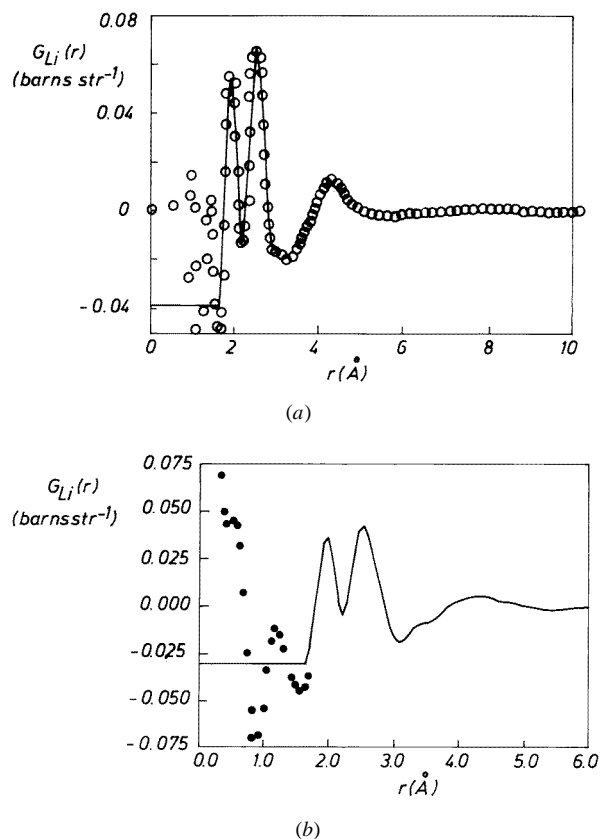 0.08
G_Li(r)
(barns str⁻¹)
0.04
0
-0.04
0 2 4 6 8 10
r(Å)
(a)
0.075
G_Li(r)
(barnsstr⁻¹)
0.050
0.025
0.000
-0.025
-0.050
-0.075
0.0 1.0 2.0 3.0 4.0 5.0 6.0
r(Å)
(b)